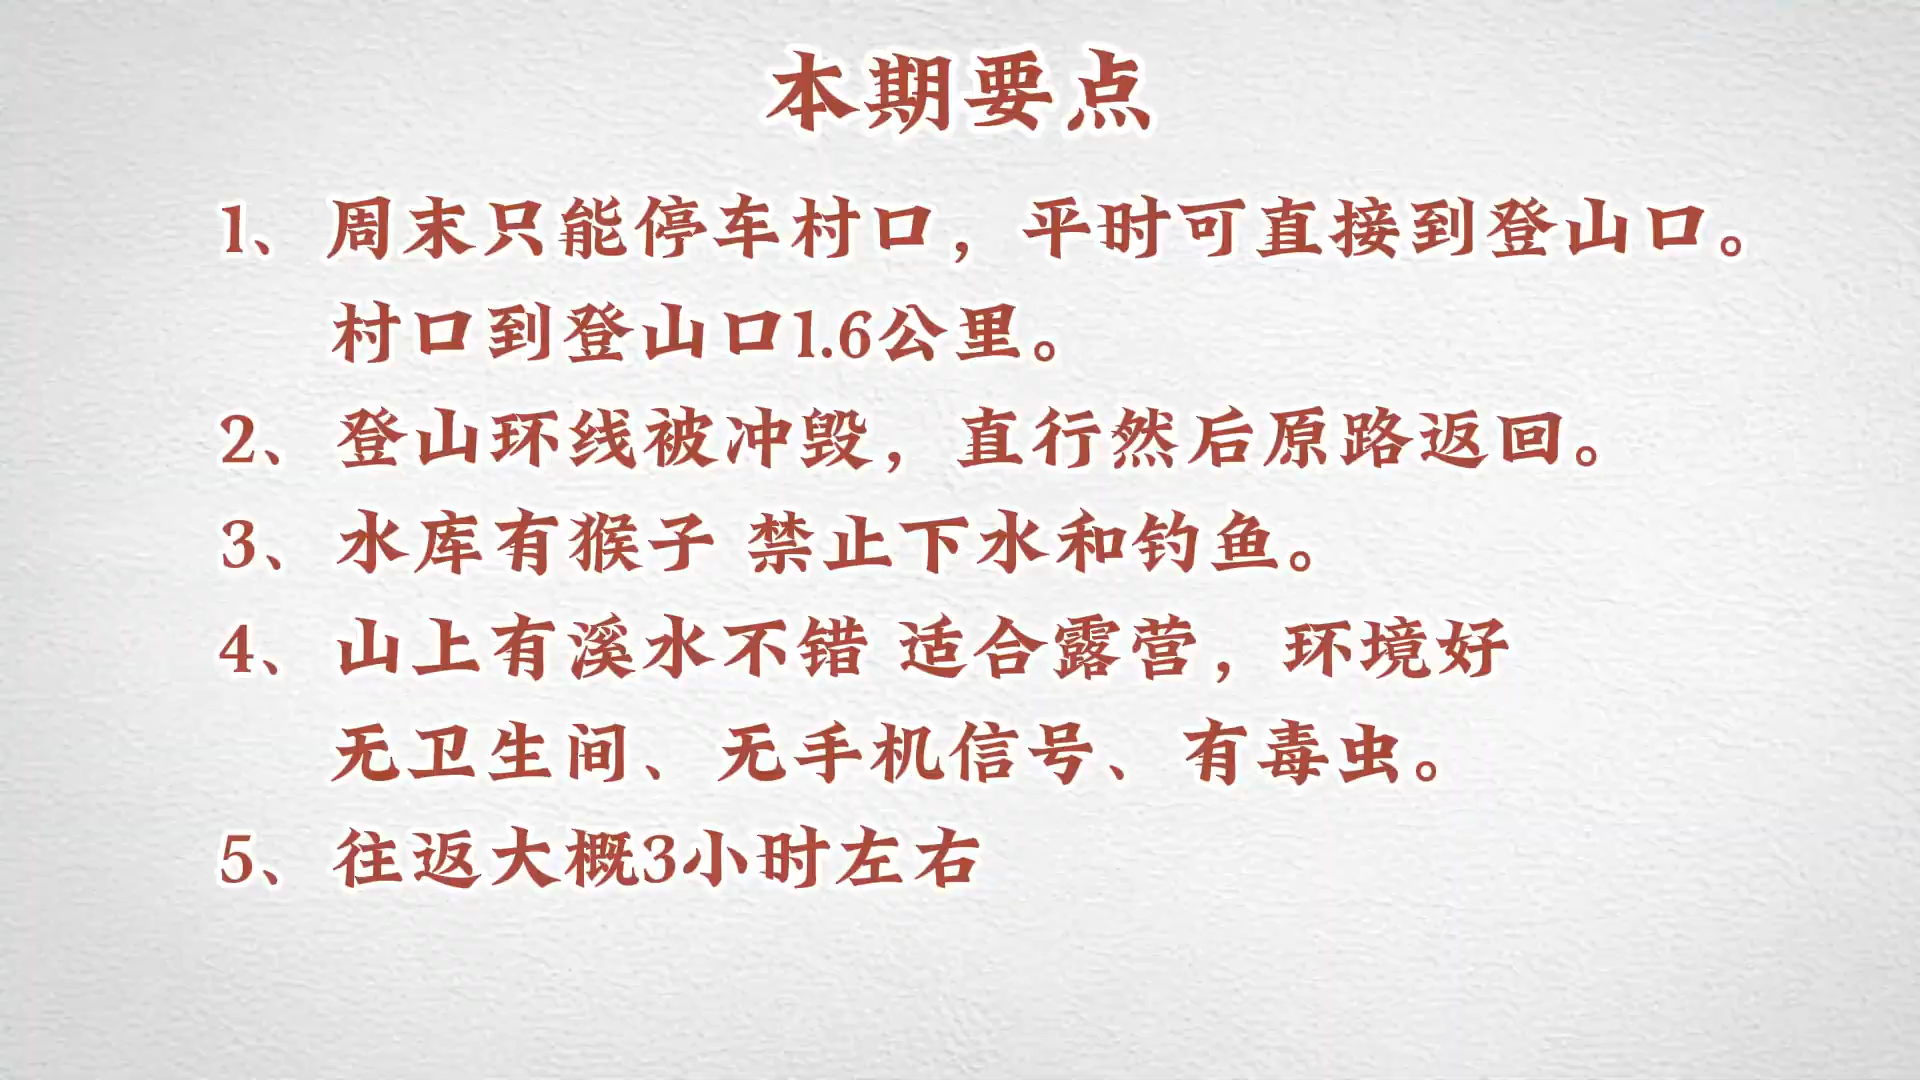 本期要点
1、周末只能停车村口，平时可直接到登山口。
村口到登山口1.6公里。
2、登山环线被冲毁，直行然后原路返回。
3、水库有猴子 禁止下水和钓鱼。
4、山上有溪水不错 适合露营，环境好
无卫生间、无手机信号、有毒虫。
5、往返大概3小时左右